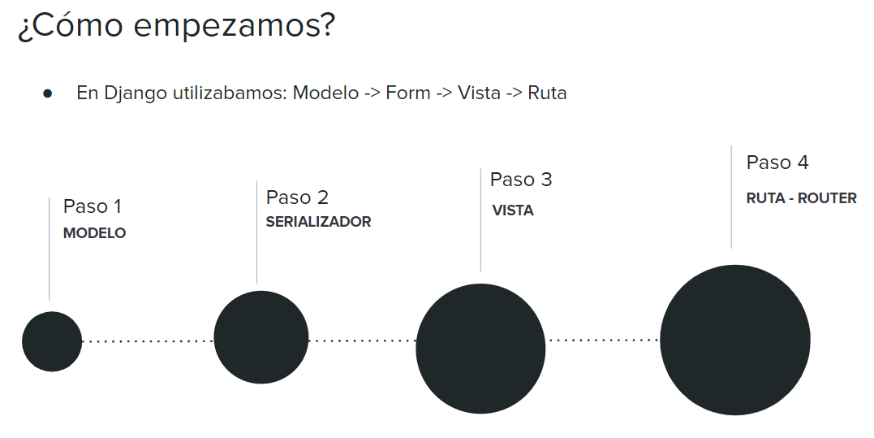 ¿Cómo empezamos?
● En Django utilizabamos: Modelo -> Form -> Vista -> Ruta
Paso 1
MODELO
Paso 2
SERIALIZADOR
Paso 3
VISTA
Paso 4
RUTA - ROUTER